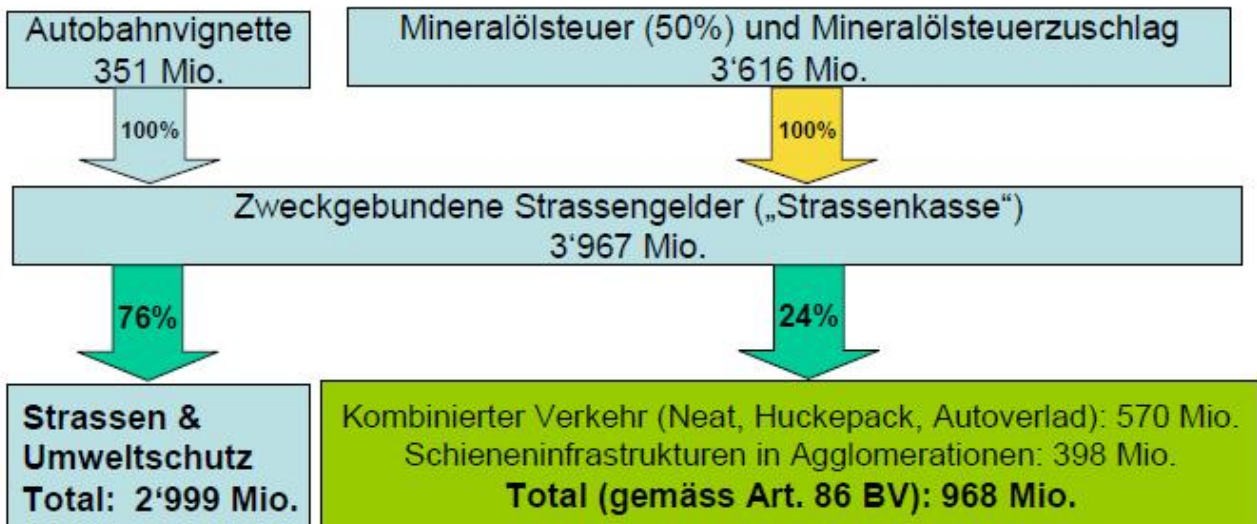 Autobahnvignette
351 Mio.
Mineralölsteuer (50%) und Mineralölsteuerzuschlag
3‘616 Mio.
100%
100%
Zweckgebundene Strassengelder („Strassenkasse“)
3‘967 Mio.
76%
24%
Strassen &
Umweltschutz
Total: 2‘999 Mio.
Kombinierter Verkehr (Neat, Huckepack, Autoverlad): 570 Mio.
Schieneninfrastrukturen in Agglomerationen: 398 Mio.
Total (gemäss Art. 86 BV): 968 Mio.